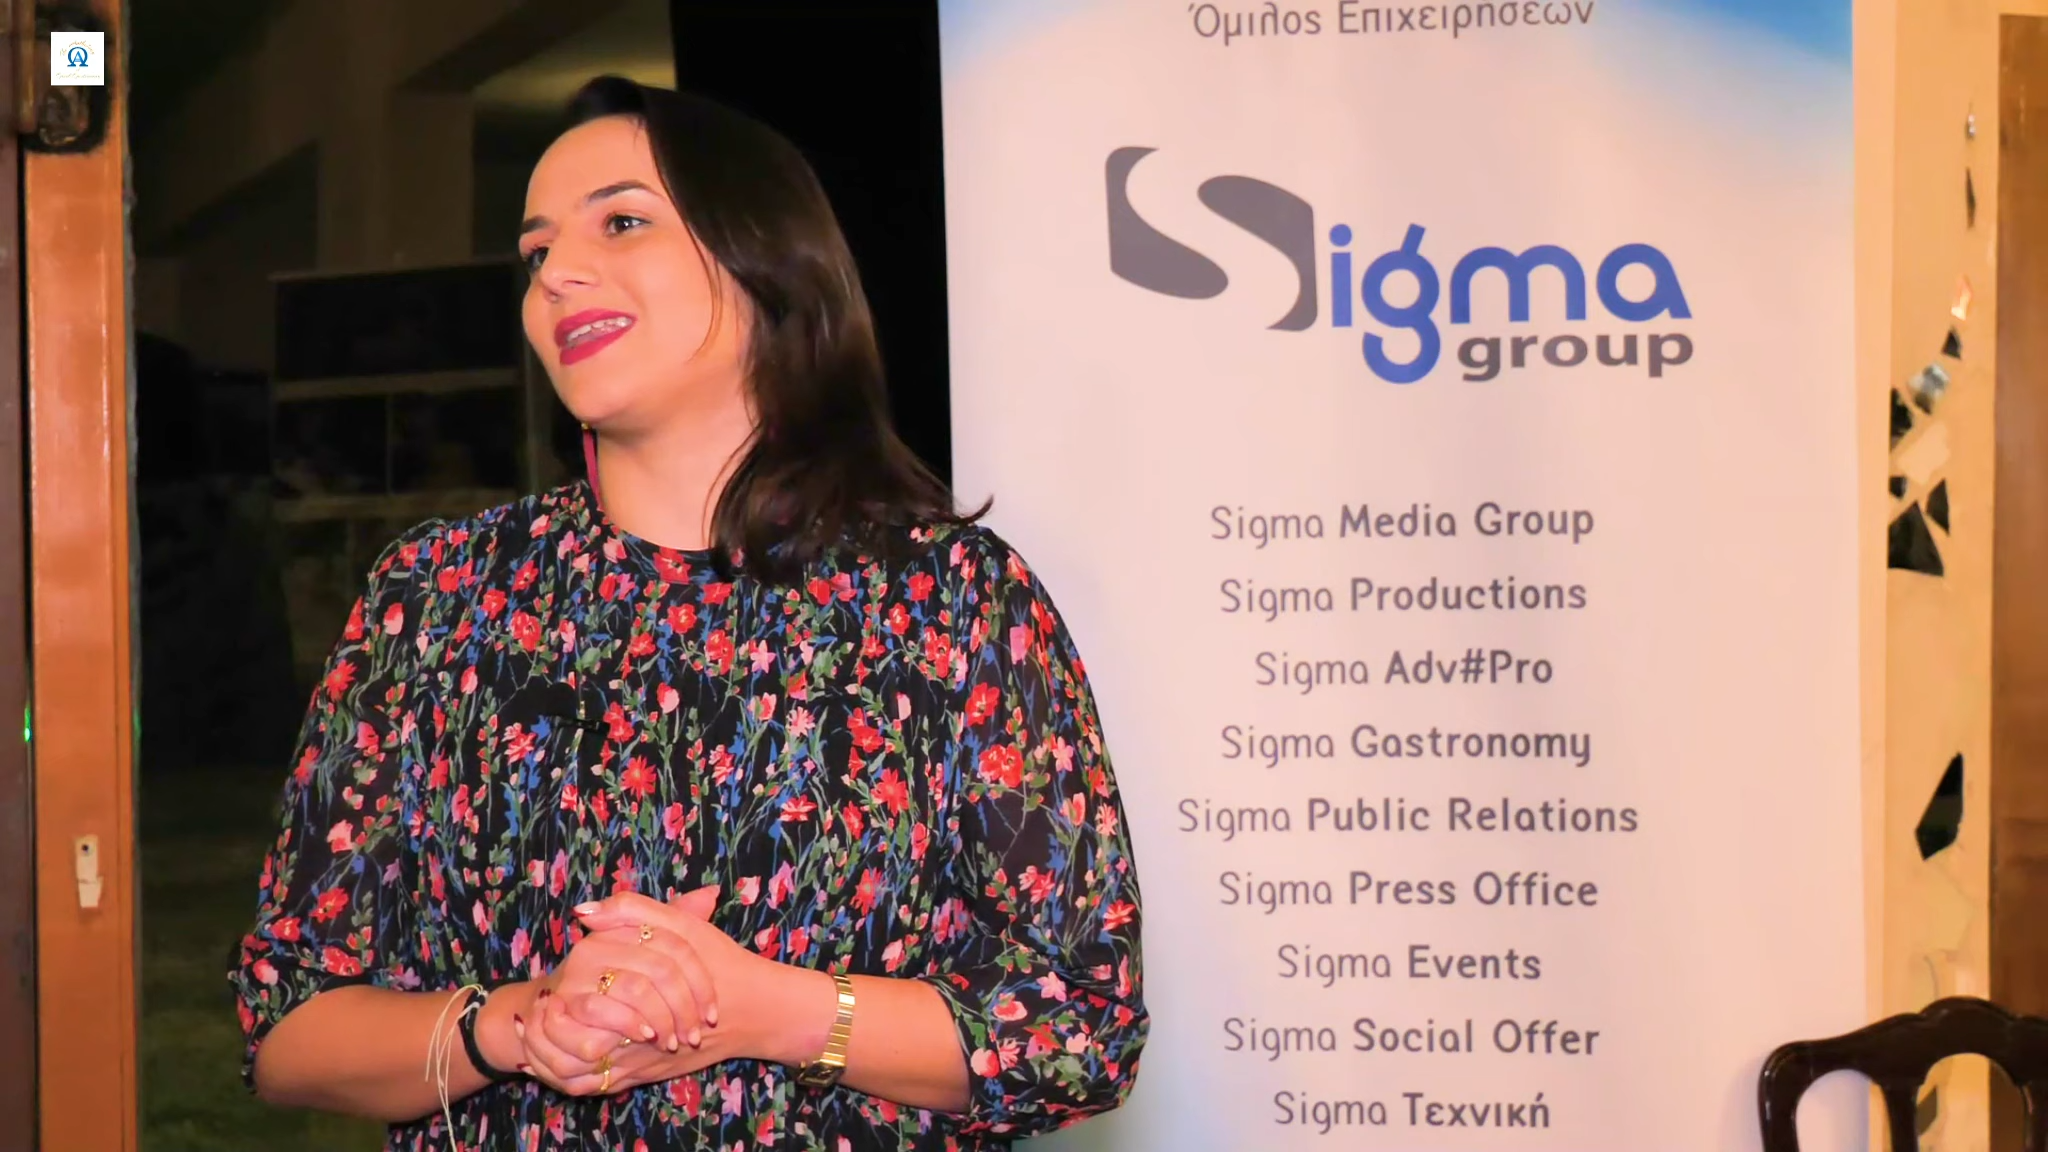 Όμιλος Επιχειρήσεων
Sigma
group
Sigma Media Group
Sigma Productions
Sigma Adv#Pro
Sigma Gastronomy
Sigma Public Relations
Sigma Press Office
Sigma Events
Sigma Social Offer
Sigma Τεχνική